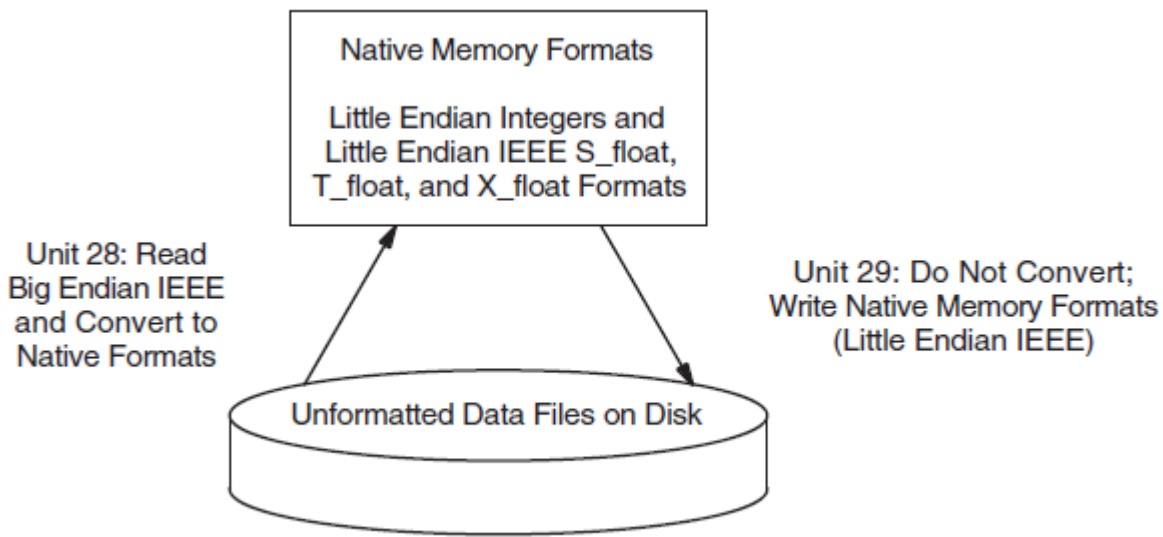 Native Memory Formats
Little Endian Integers and
Little Endian IEEE S_float,
T_float, and X_float Formats
Unit 28: Read
Big Endian IEEE
and Convert to
Native Formats
Unit 29: Do Not Convert;
Write Native Memory Formats
(Little Endian IEEE)
Unformatted Data Files on Disk